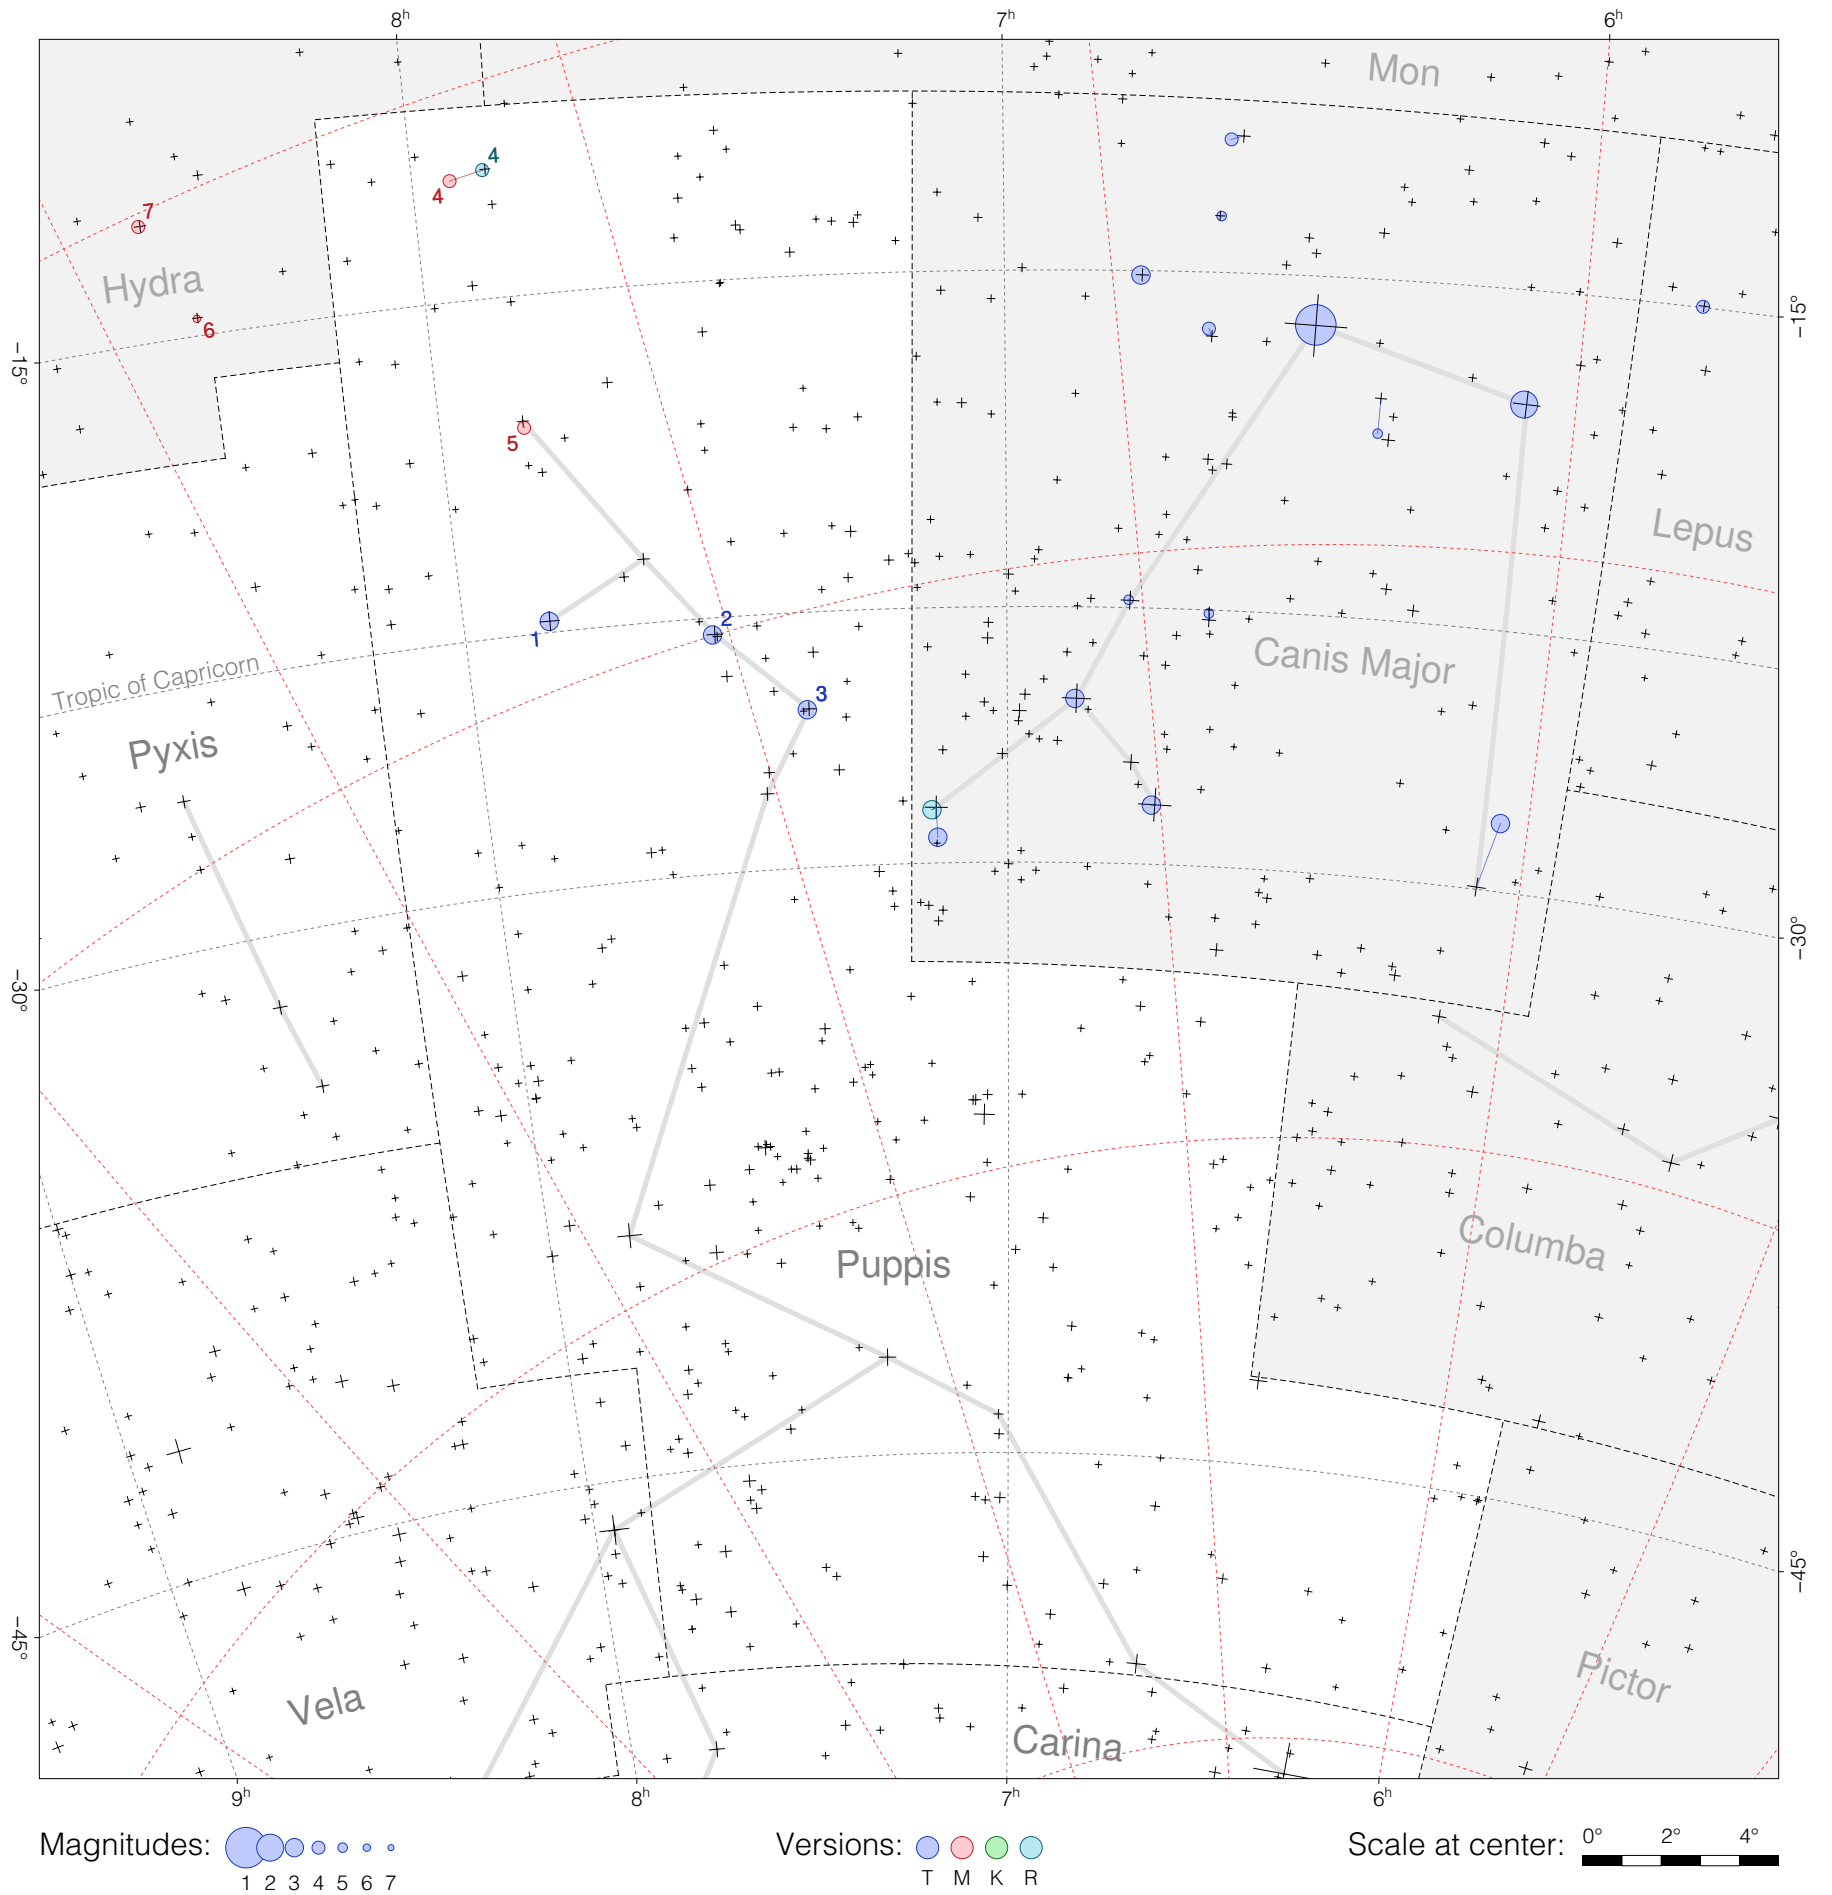 8h 7h 6h
Mon
4
4
7
Hydra
6
−15°
−15°
5
Lepus
1
2
Canis Major
Tropic of Capricorn
3
Pyxis
−30°
−30°
Puppis
Columba
−45°
−45°
Vela
Pictor
Carina
9h 8h 7h 6h
Magnitudes: 1 2 3 4 5 6 7
Versions: T M K R
Scale at center: 0° 2° 4°